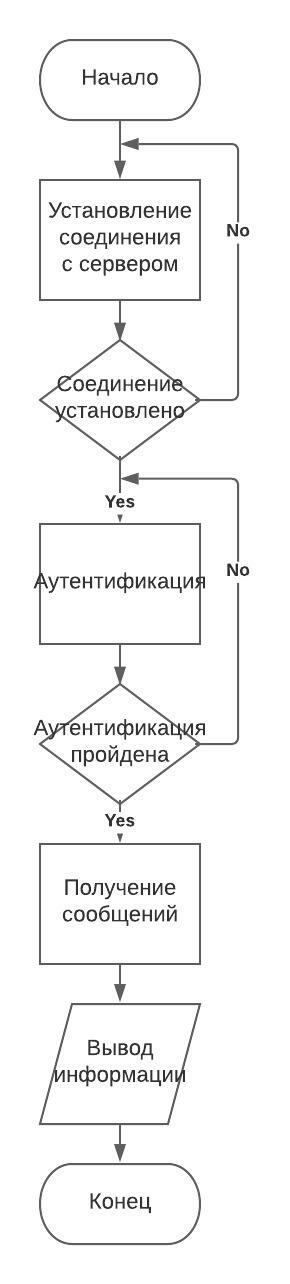 Начало
Установление
соединения
с сервером
No
Соединение
установлено
Yes
Аутентификация
No
Аутентификация
пройдена
Yes
Получение
сообщений
Вывод
информации
Конец